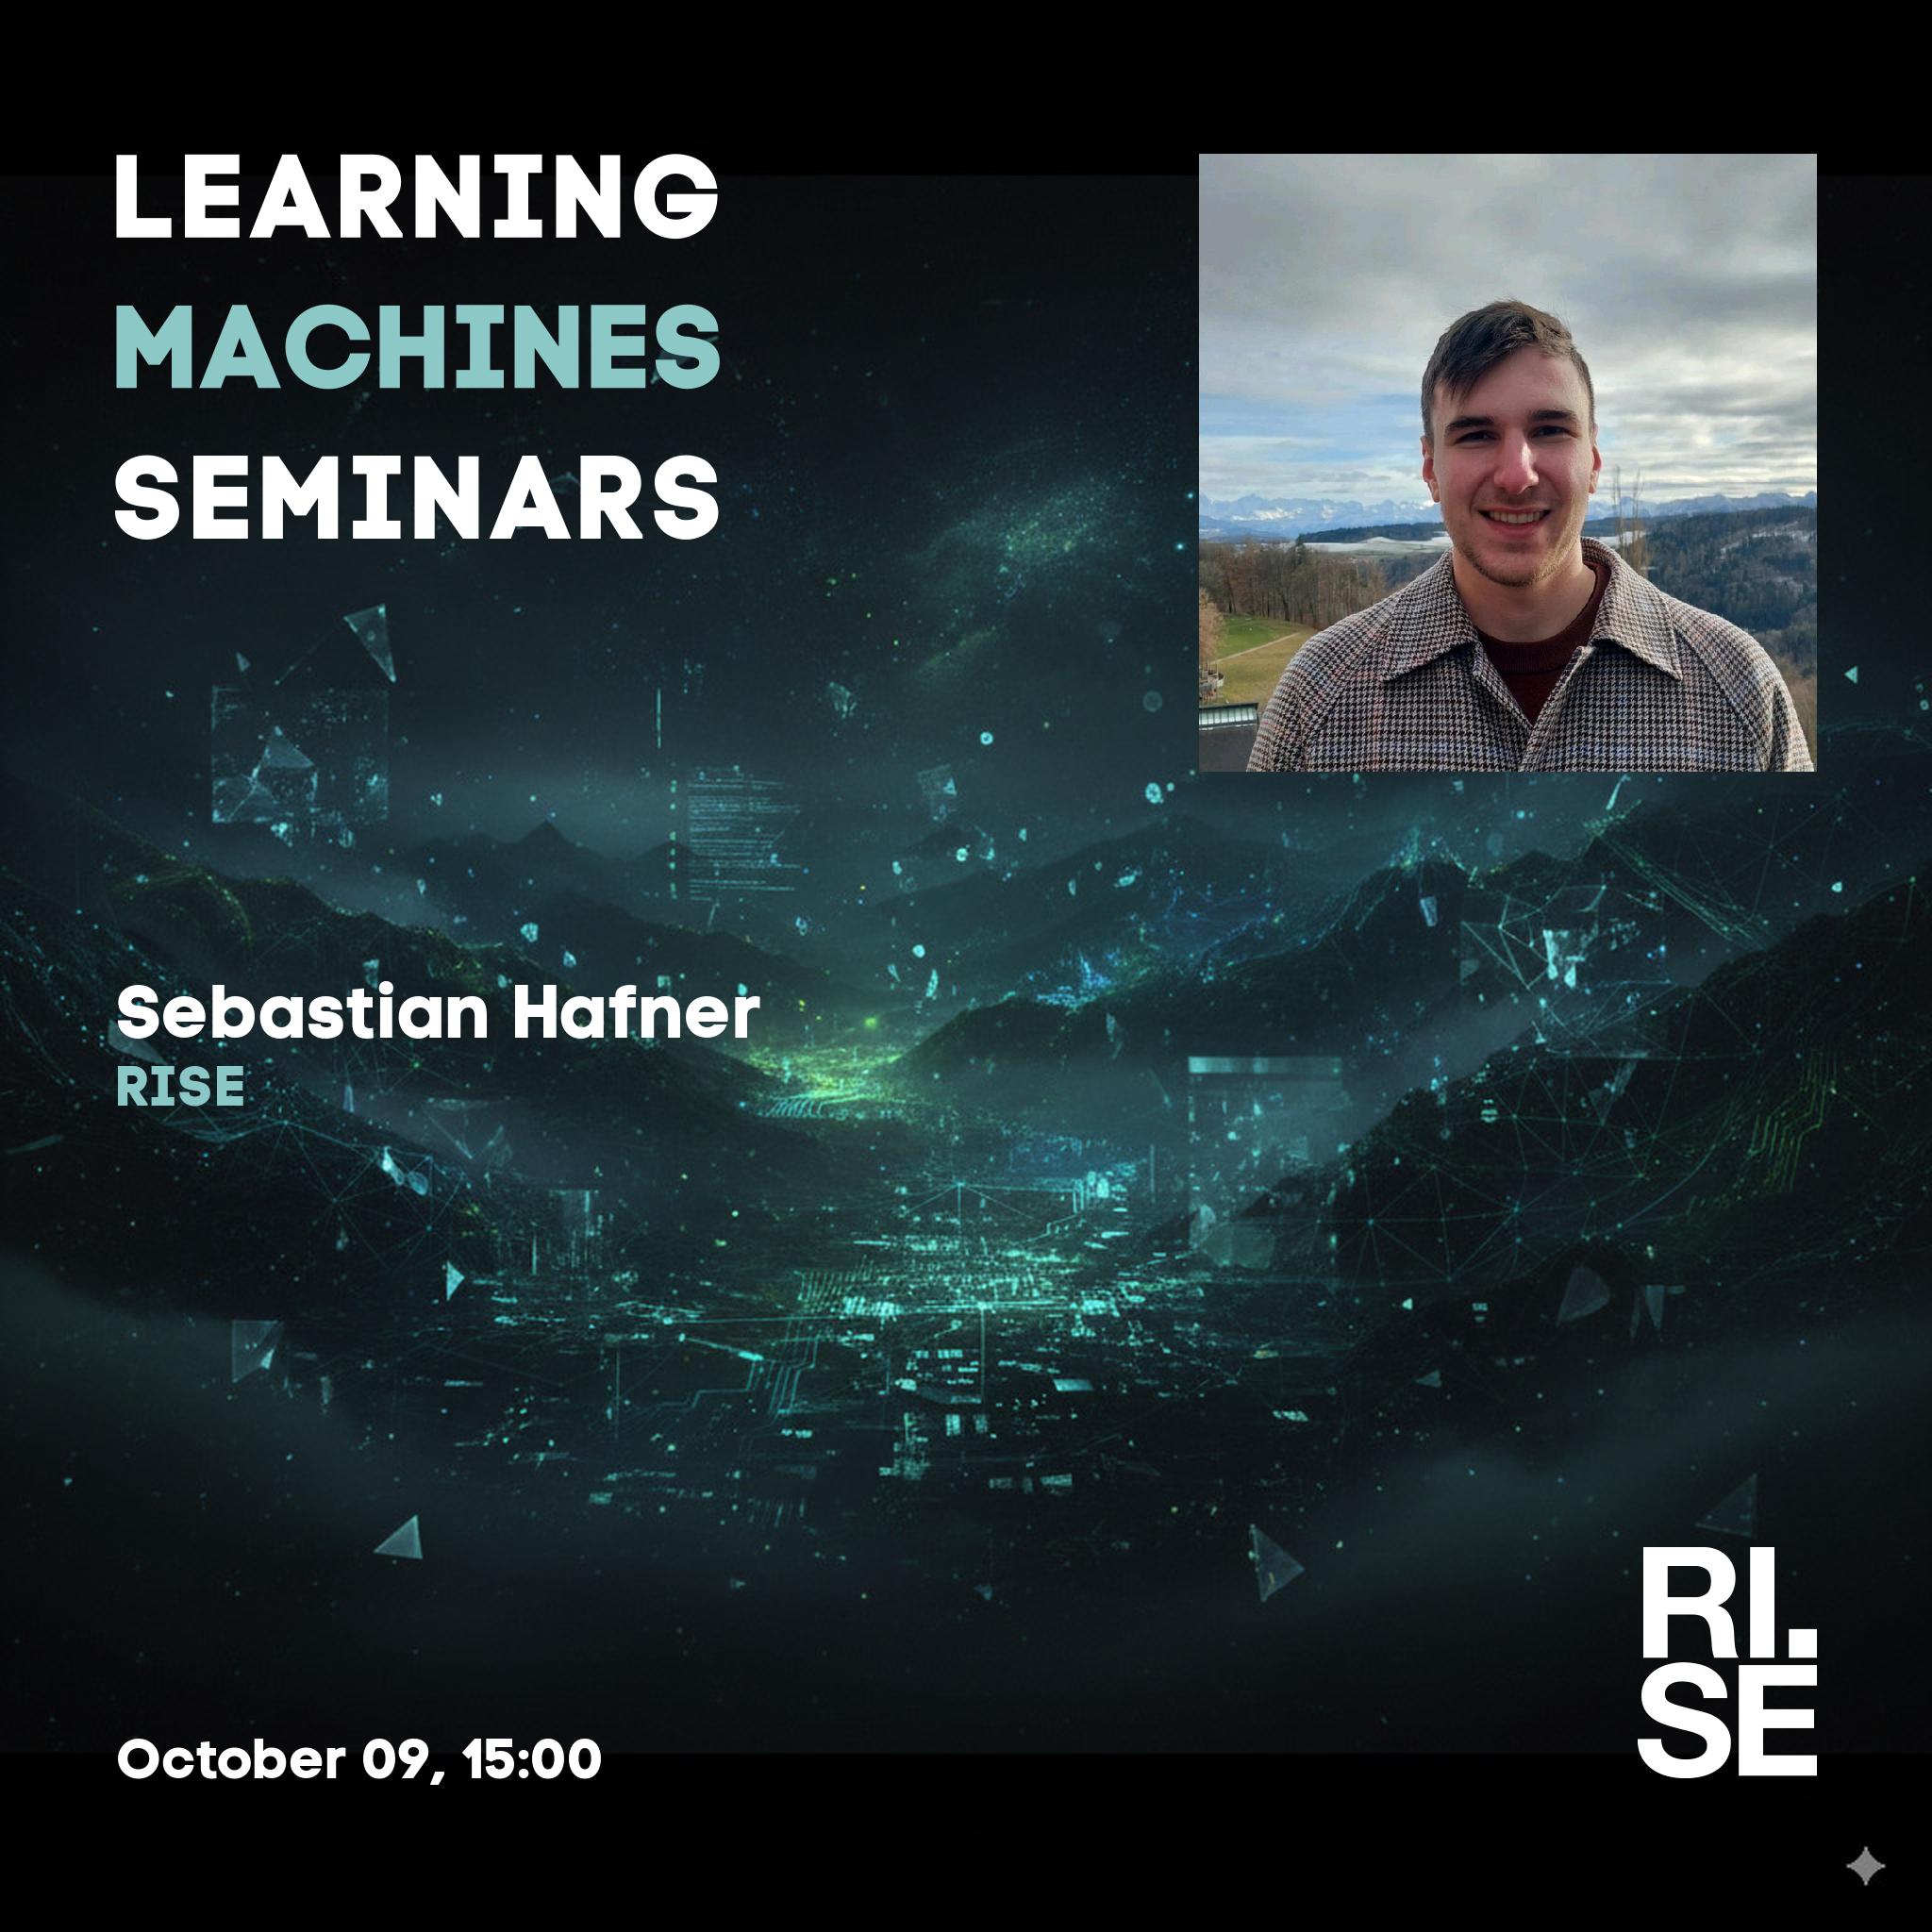 LEARNING
MACHINES
SEMINARS
Sebastian Hafner
RISE
October 09, 15:00
RI.
SE